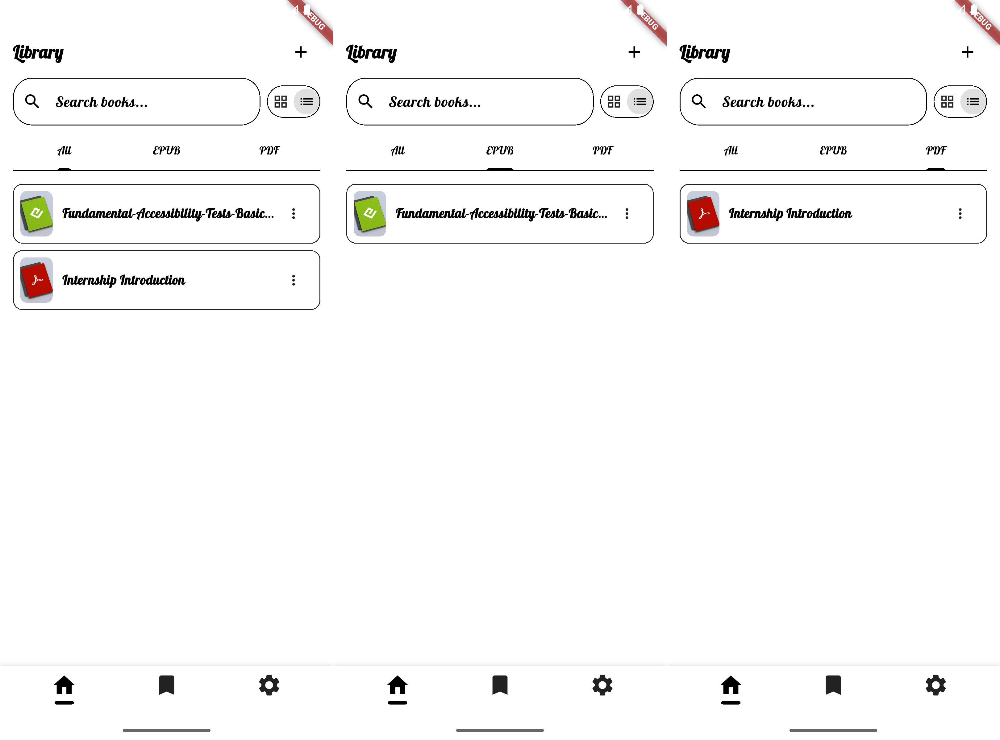 EBUG
Library
Search books...
All EPUB PDF
Fundamental-Accessibility-Tests-Basic...
Internship Introduction
EBUG
Library
Search books...
All EPUB PDF
Fundamental-Accessibility-Tests-Basic...
EBUG
Library
Search books...
All EPUB PDF
Internship Introduction